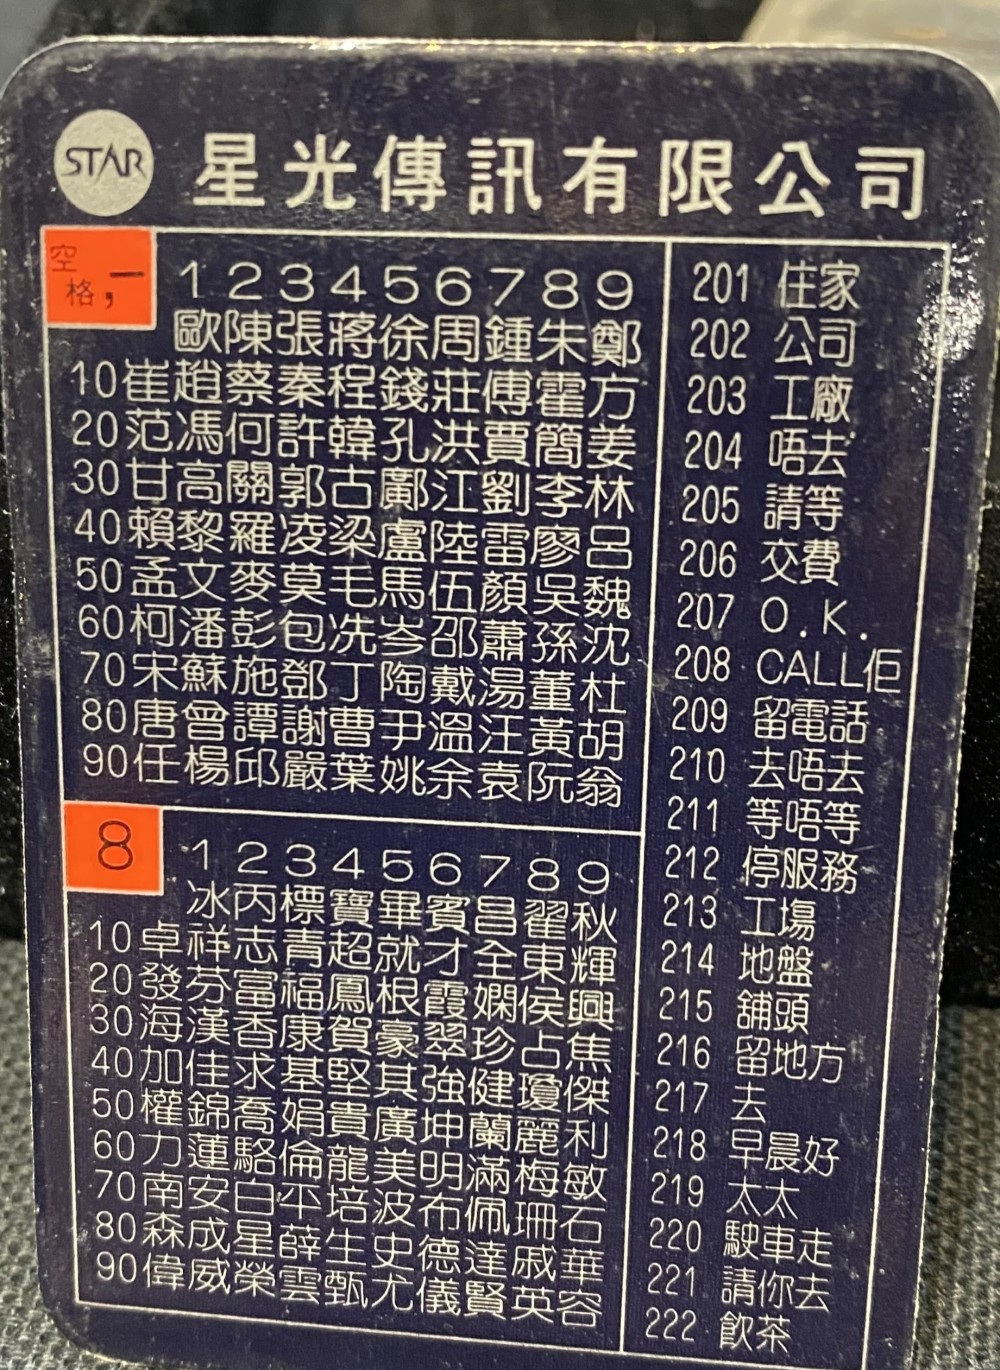 STAR 星光傳訊有限公司
空格,—
1 2 3 4 5 6 7 8 9
歐陳張蔣徐周鍾朱鄭
10崔趙蔡秦程錢莊傅霍方
20范馮何許韓孔洪賈簡姜
30甘高關郭古鄺江劉李林
40賴黎羅凌梁盧陸雷廖呂
50孟文麥莫毛馬伍顏吳魏
60柯潘彭包冼岑邵蕭孫沈
70宋蘇施鄧丁陶戴湯董杜
80唐曾譚謝曹尹溫汪黃胡
90任楊邱嚴葉姚余袁阮翁
8
1 2 3 4 5 6 7 8 9
冰丙標寶畢賓昌翟秋
10卓祥志青超就才全東輝
20發芬富福鳳根霞嫻侯興
30海漢香康賀豪翠珍占焦
40加佳求基堅其強健瓊傑
50權錦喬娟貴廣坤蘭麗利
60力蓮駱倫龍美明滿梅敏
70南安白平培波布佩珊石
80森成星薛生史德達戚華
90偉威榮雲甄尤儀賢英容
201 住家
202 公司
203 工廠
204 唔去
205 請等
206 交費
207 O.K.
208 CALL佢
209 留電話
210 去唔去
211 等唔等
212 停服務
213 工場
214 地盤
215 舖頭
216 留地方
217 去
218 早晨好
219 太太
220 駛車走
221 請你去
222 飲茶